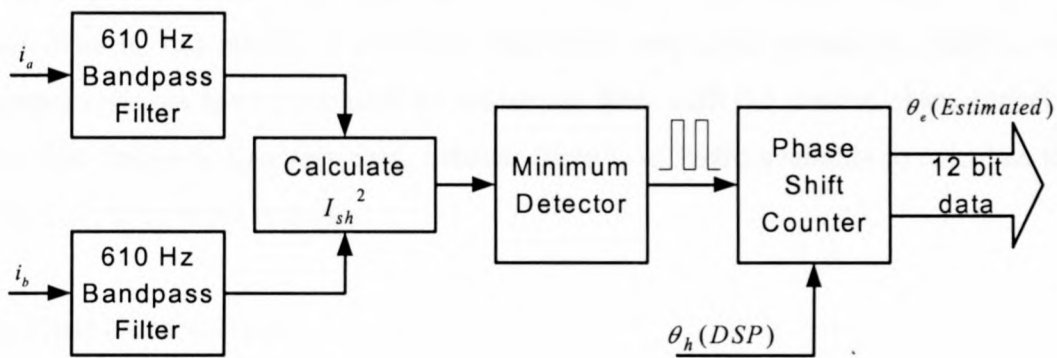 610 Hz
Bandpass
Filter
i_a
Calculate
I_sh^2
Minimum
Detector
Phase
Shift
Counter
θ_e(Estimated)
12 bit
data
i_b
610 Hz
Bandpass
Filter
θ_h(DSP)